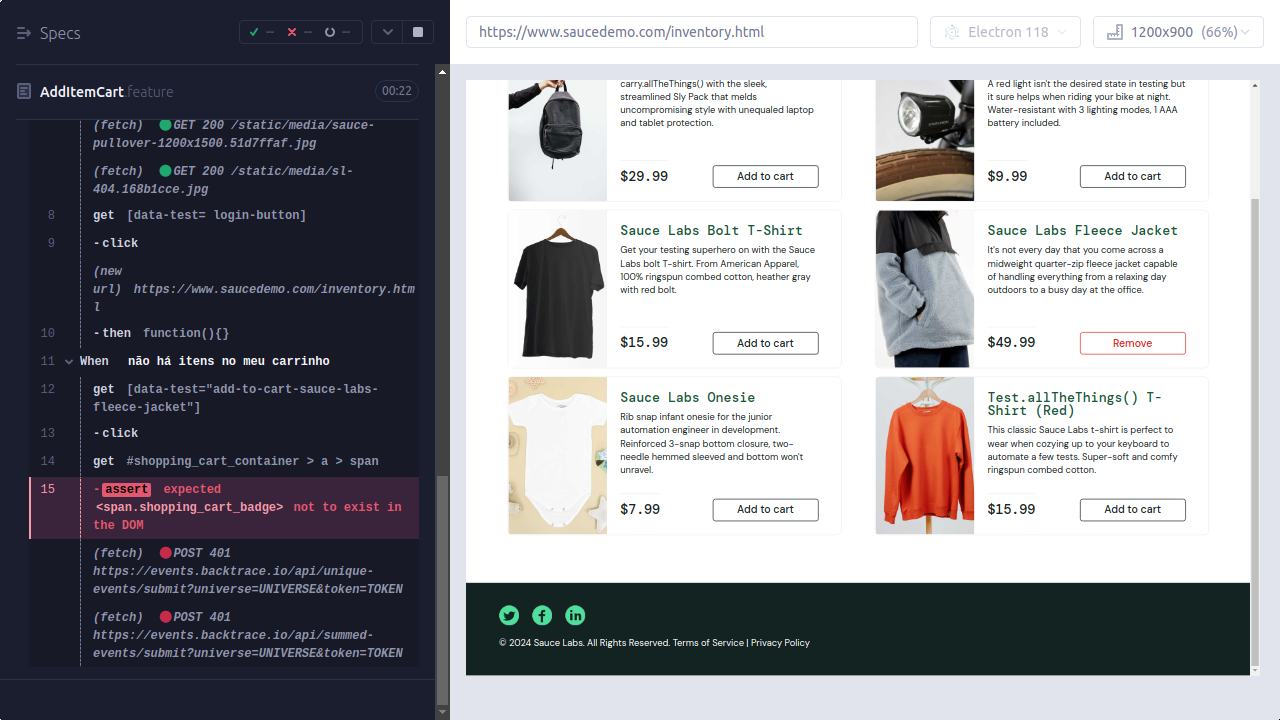 Specs
--
--
--
https://www.saucedemo.com/inventory.html
Electron 118
1200x900 (66%)
AddItemCart.feature
00:22
(fetch) GET 200 /static/media/sauce-
pullover-1200x1500.51d7ffaf.jpg
(fetch) GET 200 /static/media/sl-
404.168b1cce.jpg
8 get [data-test= login-button]
9 -click
(new
url) https://www.saucedemo.com/inventory.htm
l
10 -then function(){}
11 When não há itens no meu carrinho
12 get [data-test="add-to-cart-sauce-labs-
fleece-jacket"]
13 -click
14 get #shopping_cart_container > a > span
15 -assert expected
<span.shopping_cart_badge> not to exist in
the DOM
(fetch) POST 401
https://events.backtrace.io/api/unique-
events/submit?universe=UNIVERSE&token=TOKEN
(fetch) POST 401
https://events.backtrace.io/api/summed-
events/submit?universe=UNIVERSE&token=TOKEN
carry.allTheThings() with the sleek,
streamlined Sly Pack that melds
uncompromising style with unequaled laptop
and tablet protection.
$29.99
Add to cart
A red light isn't the desired state in testing but
it sure helps when riding your bike at night.
Water-resistant with 3 lighting modes, 1 AAA
battery included.
$9.99
Add to cart
Sauce Labs Bolt T-Shirt
Get your testing superhero on with the Sauce
Labs bolt T-shirt. From American Apparel,
100% ringspun combed cotton, heather gray
with red bolt.
$15.99
Add to cart
Sauce Labs Fleece Jacket
It's not every day that you come across a
midweight quarter-zip fleece jacket capable
of handling everything from a relaxing day
outdoors to a busy day at the office.
$49.99
Remove
Sauce Labs Onesie
Rib snap infant onesie for the junior
automation engineer in development.
Reinforced 3-snap bottom closure, two-
needle hemmed sleeved and bottom won't
unravel.
$7.99
Add to cart
Test.allTheThings() T-
Shirt (Red)
This classic Sauce Labs t-shirt is perfect to
wear when cozying up to your keyboard to
automate a few tests. Super-soft and comfy
ringspun combed cotton.
$15.99
Add to cart
© 2024 Sauce Labs. All Rights Reserved. Terms of Service | Privacy Policy